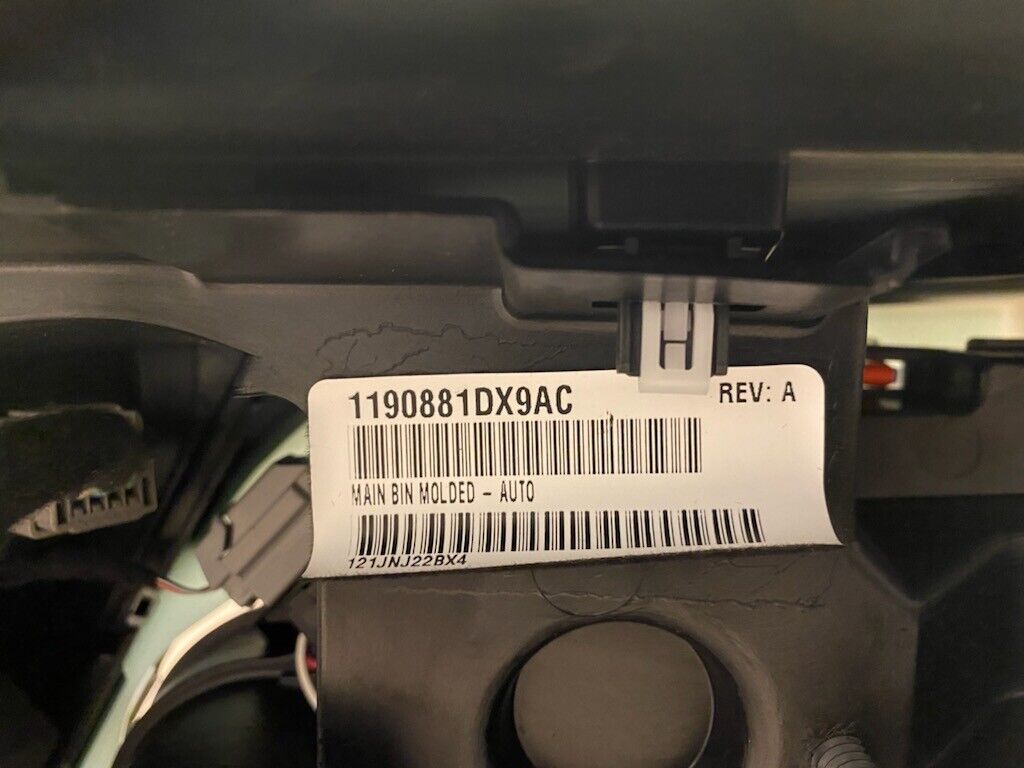 1190881DX9AC
REV: A
MAIN BIN MOLDED - AUTO
121JNJ22BX4